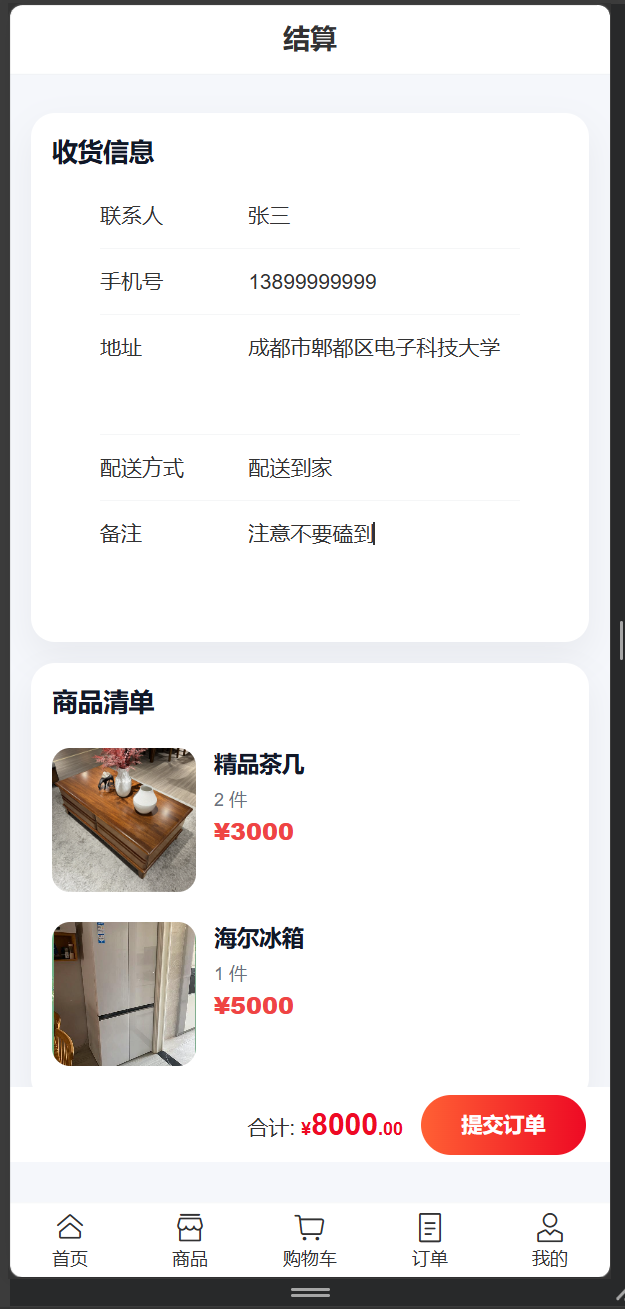 结算
收货信息
联系人 张三
手机号 13899999999
地址 成都市郫都区电子科技大学
配送方式 配送到家
备注 注意不要磕到
商品清单
精品茶几
2 件
¥3000
海尔冰箱
1 件
¥5000
合计: ¥8000.00 提交订单
首页 商品 购物车 订单 我的